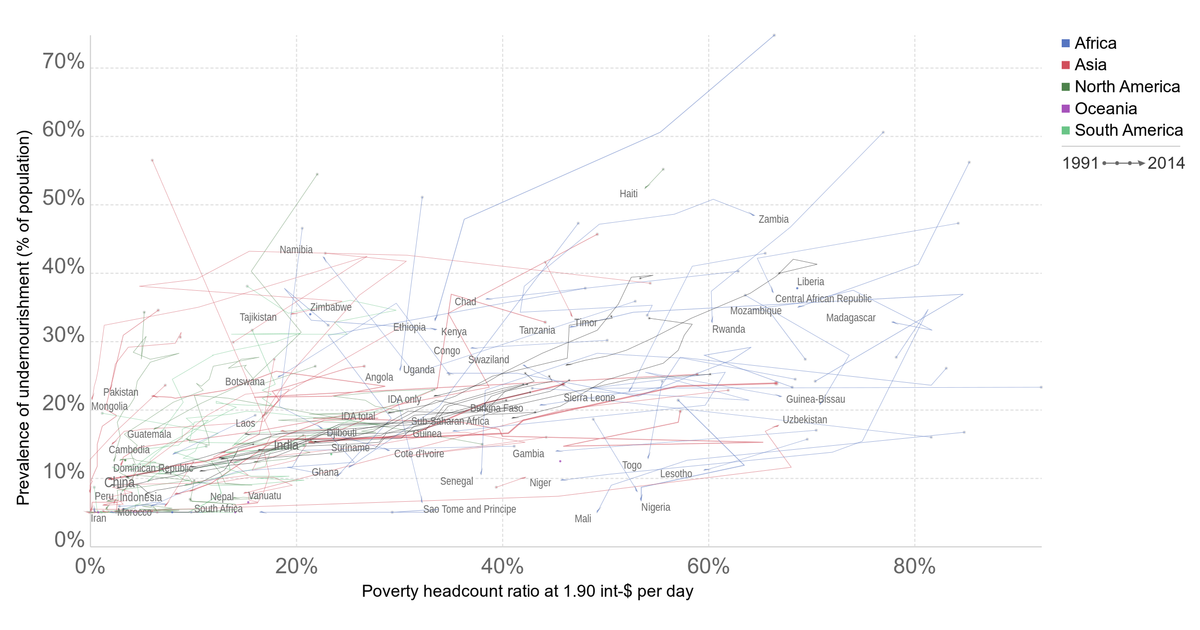 Africa
Asia
North America
Oceania
South America
1991 2014
Prevalence of undernourishment (% of population)
70%
60%
50%
40%
30%
20%
10%
0%
Haiti
Zambia
Namibia
Liberia
Chad
Central African Republic
Zimbabwe
Mozambique
Tajikistan
Madagascar
Timor
Ethiopia
Kenya
Tanzania
Rwanda
Congo
Swaziland
Uganda
Angola
Botswana
Pakistan
IDA only
Sierra Leone
Guinea-Bissau
Mongolia
Burkina Faso
IDA total
Sub-Saharan Africa
Laos
Uzbekistan
Guatemala
Djibouti
Guinea
India
Suriname
Cambodia
Cote d'Ivoire
Gambia
Dominican Republic
Ghana
Togo
Lesotho
China
Senegal
Niger
Peru
Indonesia
Nepal
Vanuatu
South Africa
Sao Tome and Principe
Nigeria
Iran
Morocco
Mali
0%
20%
40%
60%
80%
Poverty headcount ratio at 1.90 int-$ per day